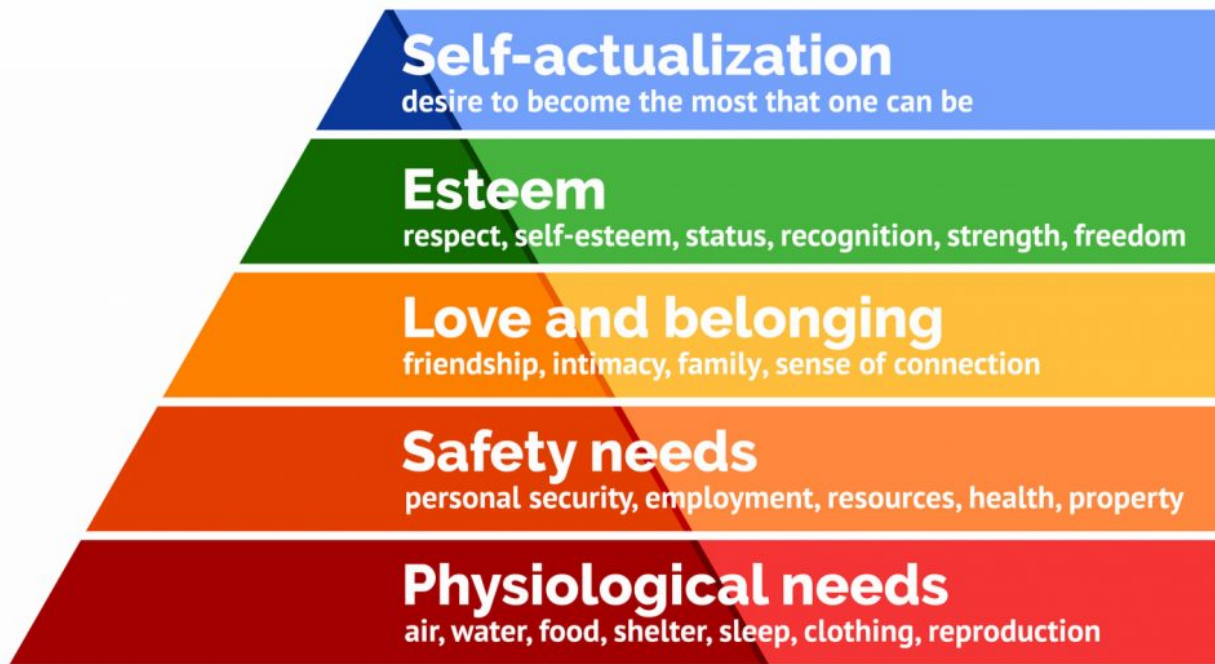 Self-actualization
desire to become the most that one can be
Esteem
respect, self-esteem, status, recognition, strength, freedom
Love and belonging
friendship, intimacy, family, sense of connection
Safety needs
personal security, employment, resources, health, property
Physiological needs
air, water, food, shelter, sleep, clothing, reproduction